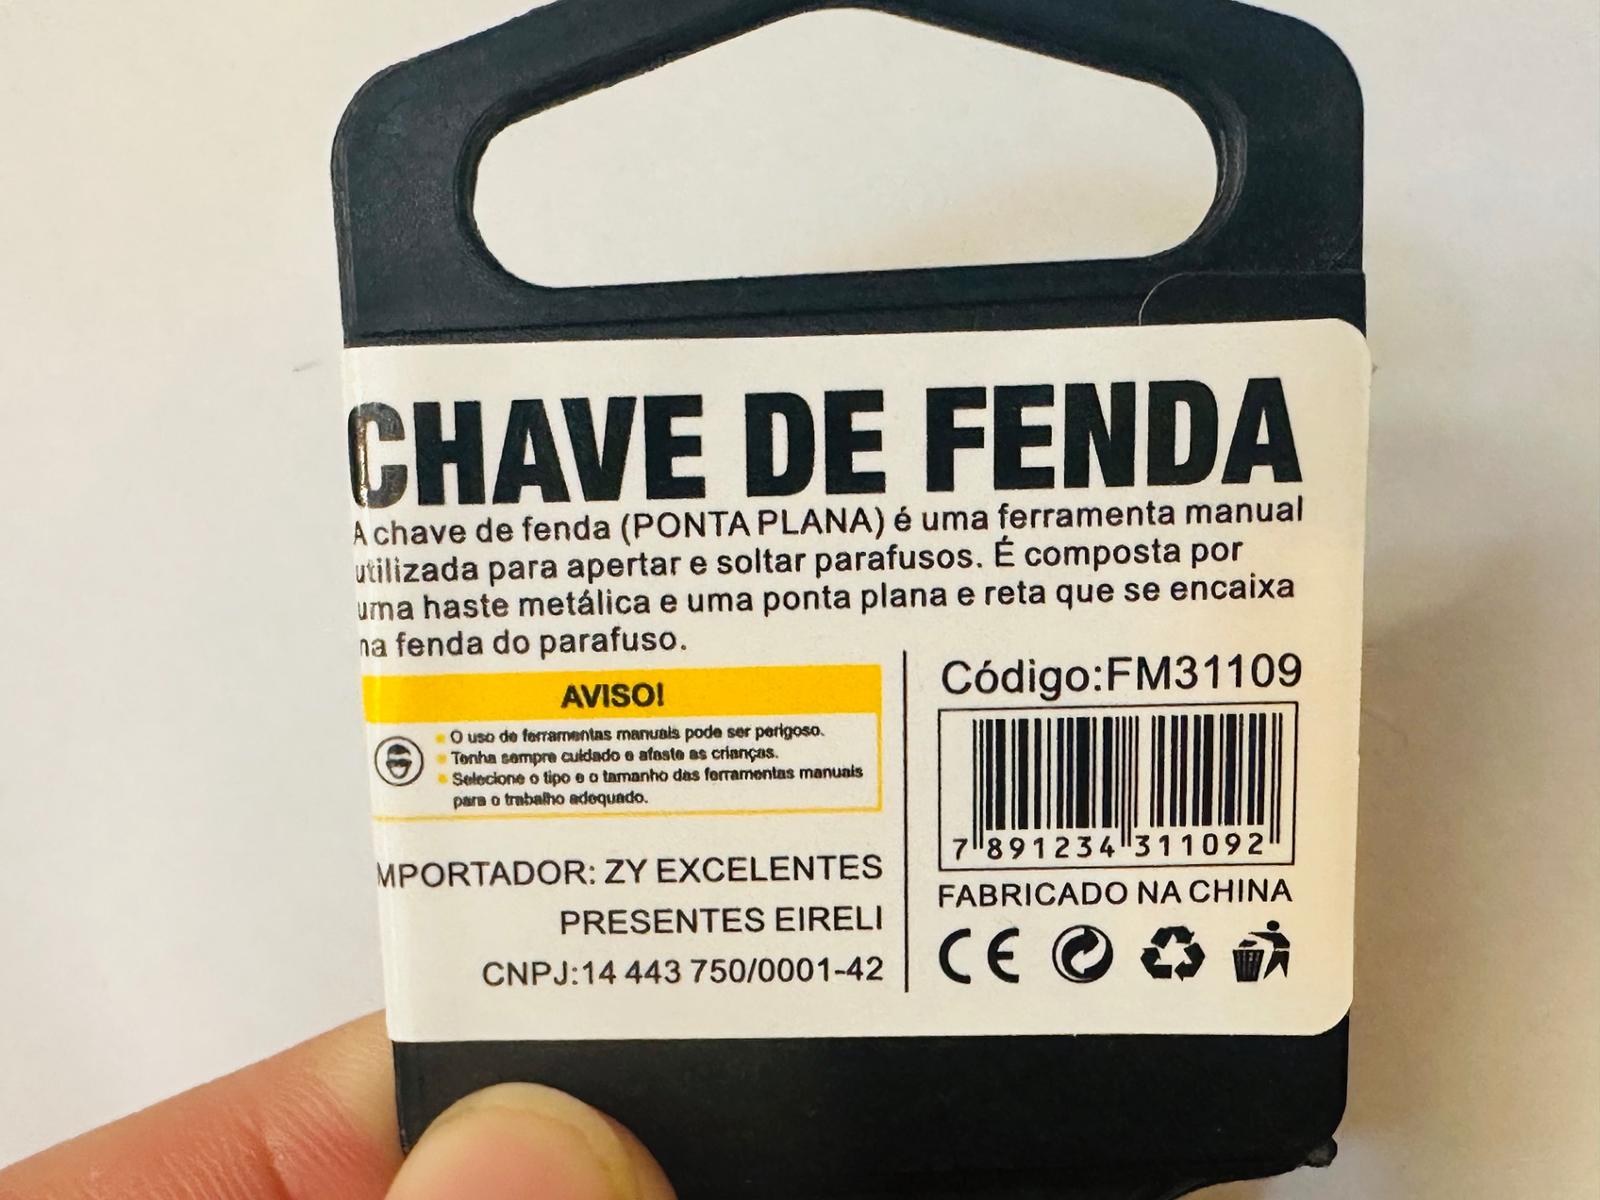 CHAVE DE FENDA
A chave de fenda (PONTA PLANA) é uma ferramenta manual
utilizada para apertar e soltar parafusos. É composta por
uma haste metálica e uma ponta plana e reta que se encaixa
na fenda do parafuso.
AVISO!
O uso de ferramentas manuais pode ser perigoso.
Tenha sempre cuidado e afaste as crianças.
Selecione o tipo e o tamanho das ferramentas manuais
para o trabalho adequado.
MPORTADOR: ZY EXCELENTES
PRESENTES EIRELI
CNPJ:14 443 750/0001-42
Código:FM31109
7 891234 311092
FABRICADO NA CHINA
CE